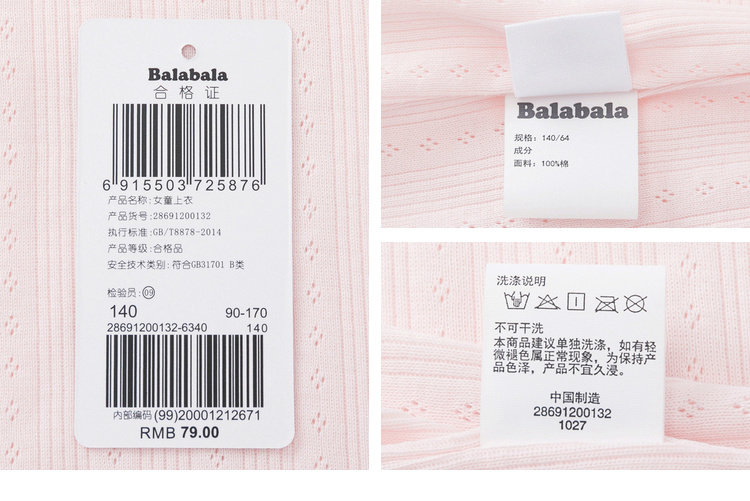 Balabala
合格证
6 915503 725876
产品名称: 女童上衣
产品货号: 28691200132
执行标准: GB/T8878-2014
产品等级: 合格品
安全技术类别: 符合GB31701 B类
检验员: 09
140 90-170
28691200132-6340 140
内部编码 (99)20001212671
RMB 79.00
Balabala
规格: 140/64
成分
面料: 100%棉
洗涤说明
不可干洗
本商品建议单独洗涤，如有轻
微褪色属正常现象，为保持产
品色泽，产品不宜久浸。
中国制造
28691200132
1027